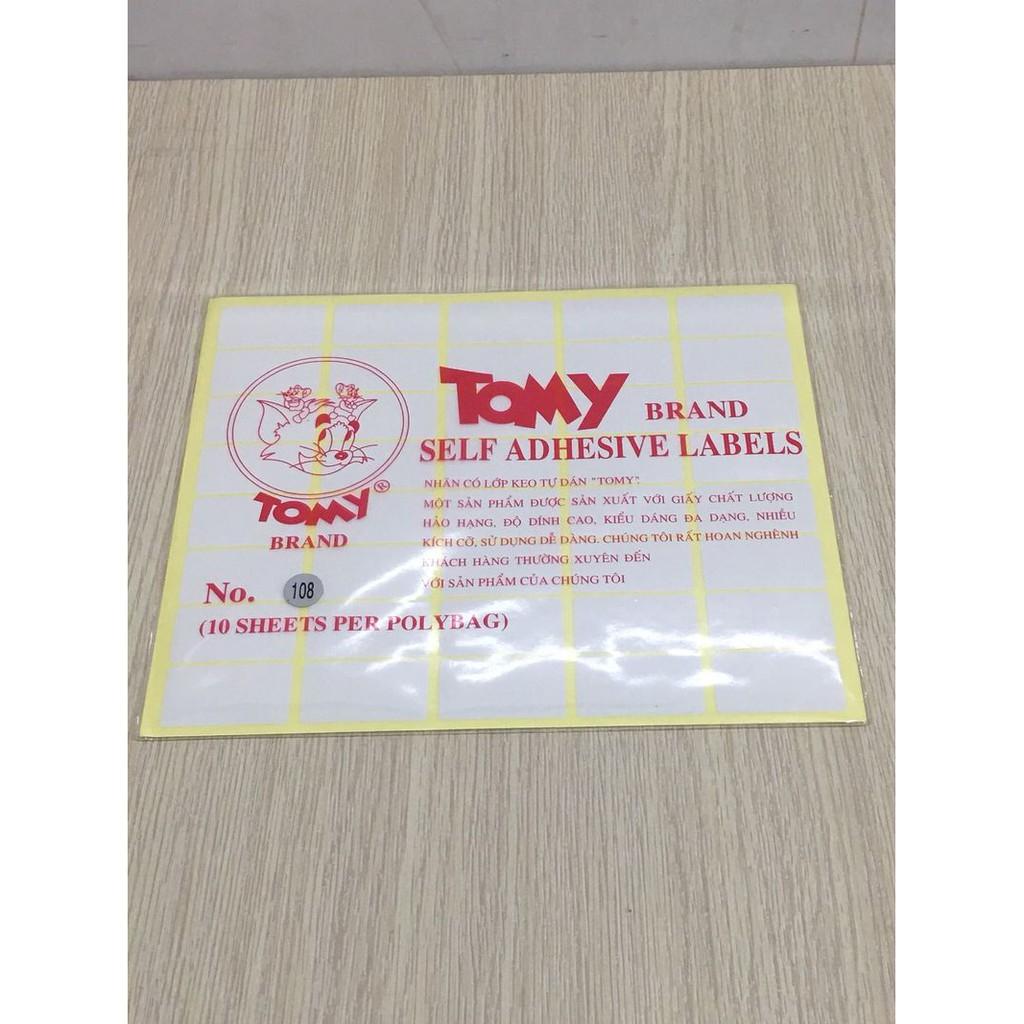 TOMY BRAND
SELF ADHESIVE LABELS
NHÃN CÓ LỚP KEO TỰ DÁN "TOMY".
MỘT SẢN PHẨM ĐƯỢC SẢN XUẤT VỚI GIẤY CHẤT LƯỢNG
HẢO HẠNG, ĐỘ DÍNH CAO, KIỂU DÁNG ĐA DẠNG, NHIỀU
KÍCH CỠ, SỬ DỤNG DỄ DÀNG. CHÚNG TÔI RẤT HOAN NGHÊNH
KHÁCH HÀNG THƯỜNG XUYÊN ĐẾN
VỚI SẢN PHẨM CỦA CHÚNG TÔI
TOMY®
BRAND
No. 108
(10 SHEETS PER POLYBAG)